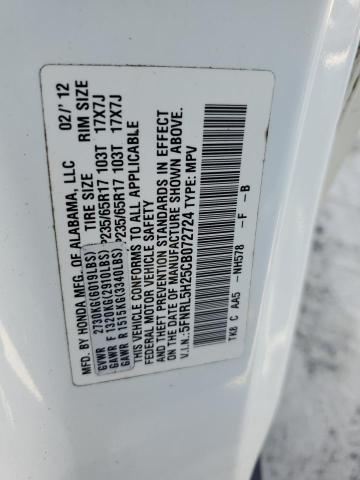 MFD. BY HONDA MFG. OF ALABAMA, LLC 02/'12
TIRE SIZE RIM SIZE
GVWR 2730KG(6019LBS)
GAWR F 1320KG(2910LBS) P235/65R17 103T 17X7J
GAWR R 1515KG(3340LBS) P235/65R17 103T 17X7J
THIS VEHICLE CONFORMS TO ALL APPLICABLE
FEDERAL MOTOR VEHICLE SAFETY
AND THEFT PREVENTION STANDARDS IN EFFECT
ON THE DATE OF MANUFACTURE SHOWN ABOVE.
V.I.N.:5FNRL5H25CB072724 TYPE: MPV
TK8 C AA5 -NH578 -F -B